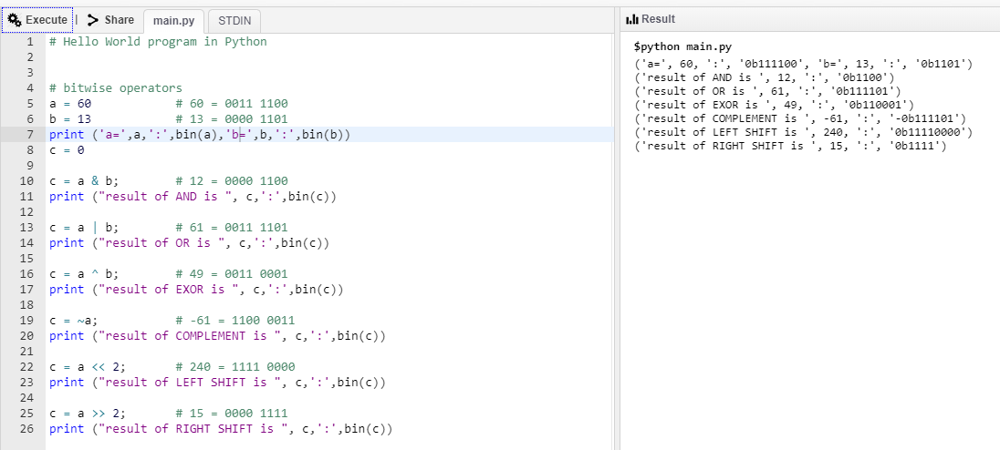 Execute | > Share main.py STDIN
1 # Hello World program in Python
2
3
4 # bitwise operators
5 a = 60 # 60 = 0011 1100
6 b = 13 # 13 = 0000 1101
7 print ('a=',a,':',bin(a),'b=',b,':',bin(b))
8 c = 0
9
10 c = a & b; # 12 = 0000 1100
11 print ("result of AND is ", c,':',bin(c))
12
13 c = a | b; # 61 = 0011 1101
14 print ("result of OR is ", c,':',bin(c))
15
16 c = a ^ b; # 49 = 0011 0001
17 print ("result of EXOR is ", c,':',bin(c))
18
19 c = ~a; # -61 = 1100 0011
20 print ("result of COMPLEMENT is ", c,':',bin(c))
21
22 c = a << 2; # 240 = 1111 0000
23 print ("result of LEFT SHIFT is ", c,':',bin(c))
24
25 c = a >> 2; # 15 = 0000 1111
26 print ("result of RIGHT SHIFT is ", c,':',bin(c))
Result
$python main.py
('a=', 60, ':', '0b111100', 'b=', 13, ':', '0b1101')
('result of AND is ', 12, ':', '0b1100')
('result of OR is ', 61, ':', '0b111101')
('result of EXOR is ', 49, ':', '0b110001')
('result of COMPLEMENT is ', -61, ':', '-0b111101')
('result of LEFT SHIFT is ', 240, ':', '0b11110000')
('result of RIGHT SHIFT is ', 15, ':', '0b1111')